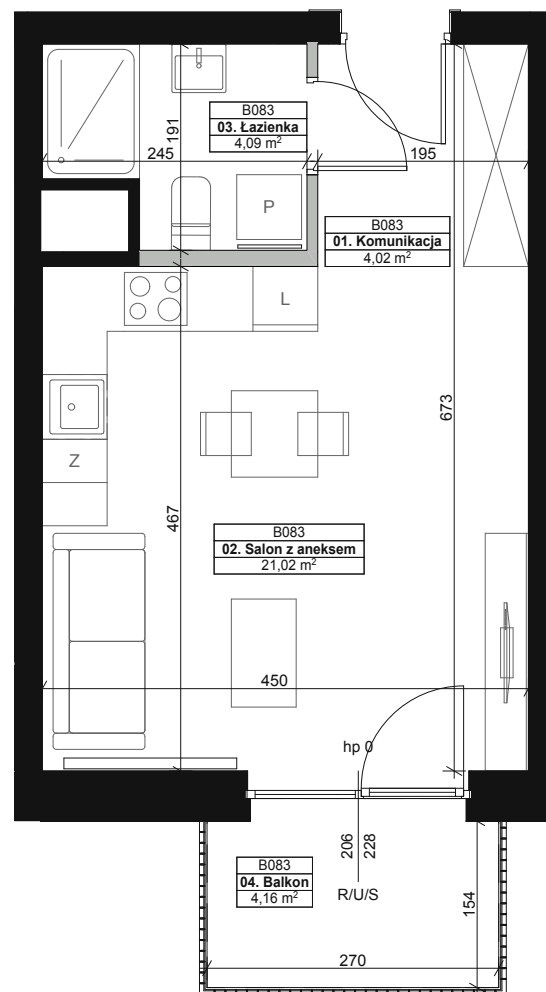 B083
03. Łazienka
4,09 m²
191
245
195
P
B083
01. Komunikacja
4,02 m²
L
673
Z
467
B083
02. Salon z aneksem
21,02 m²
450
hp 0
206
228
B083
04. Balkon
4,16 m²
R/U/S
154
270